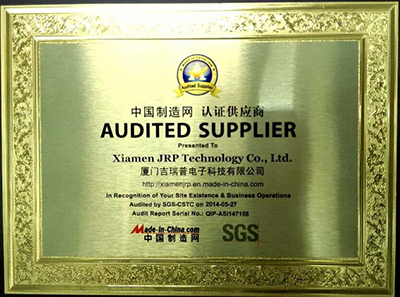 Audited Supplier
中国制造网 认证供应商
AUDITED SUPPLIER
Presented To
Xiamen JRP Technology Co., Ltd.
厦门吉瑞普电子科技有限公司
http://xiamenjrp.en.made-in-china.com
In Recognition of Your Site Existence & Business Operations
Audited by SGS-CSTC on 2014-05-27
Audit Report Serial No.: QIP-ASI147158
Made-in-China.com
中国制造网
SGS